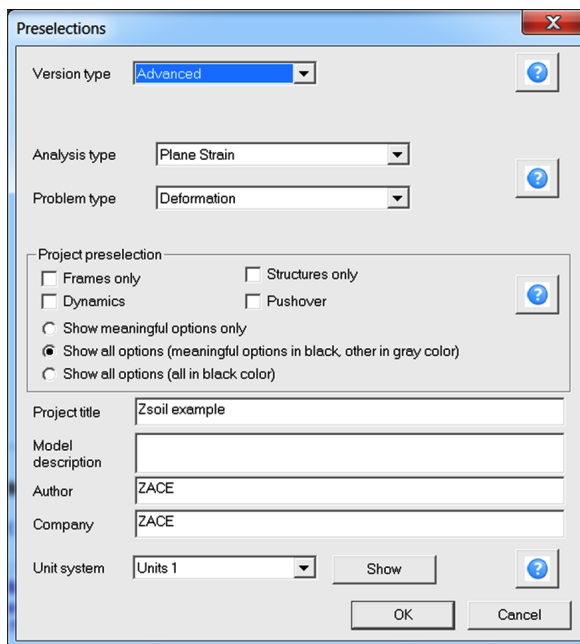 Preselections
Version type Advanced
Analysis type Plane Strain
Problem type Deformation
Project preselection
Frames only Structures only
Dynamics Pushover
Show meaningful options only
Show all options (meaningful options in black, other in gray color)
Show all options (all in black color)
Project title Zsoil example
Model
description
Author ZACE
Company ZACE
Unit system Units 1 Show
OK Cancel